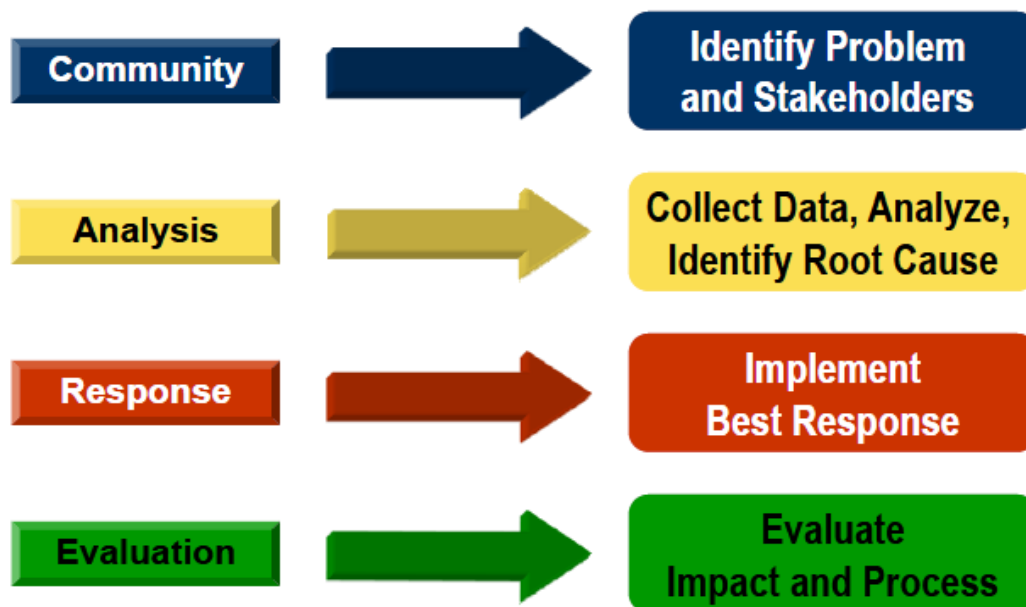 Community
Identify Problem
and Stakeholders
Analysis
Collect Data, Analyze,
Identify Root Cause
Response
Implement
Best Response
Evaluation
Evaluate
Impact and Process